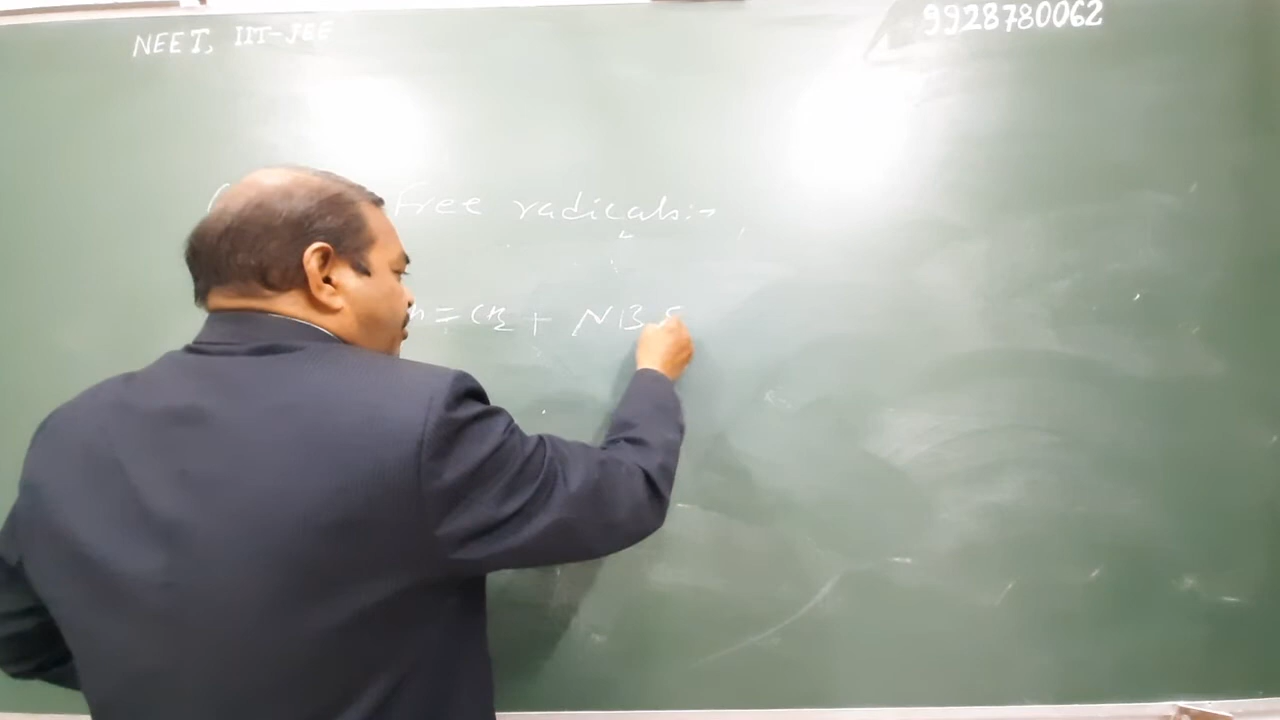 NEET, IIT-JEE
9928780062
Free radicals:→
= CH2 + NBS